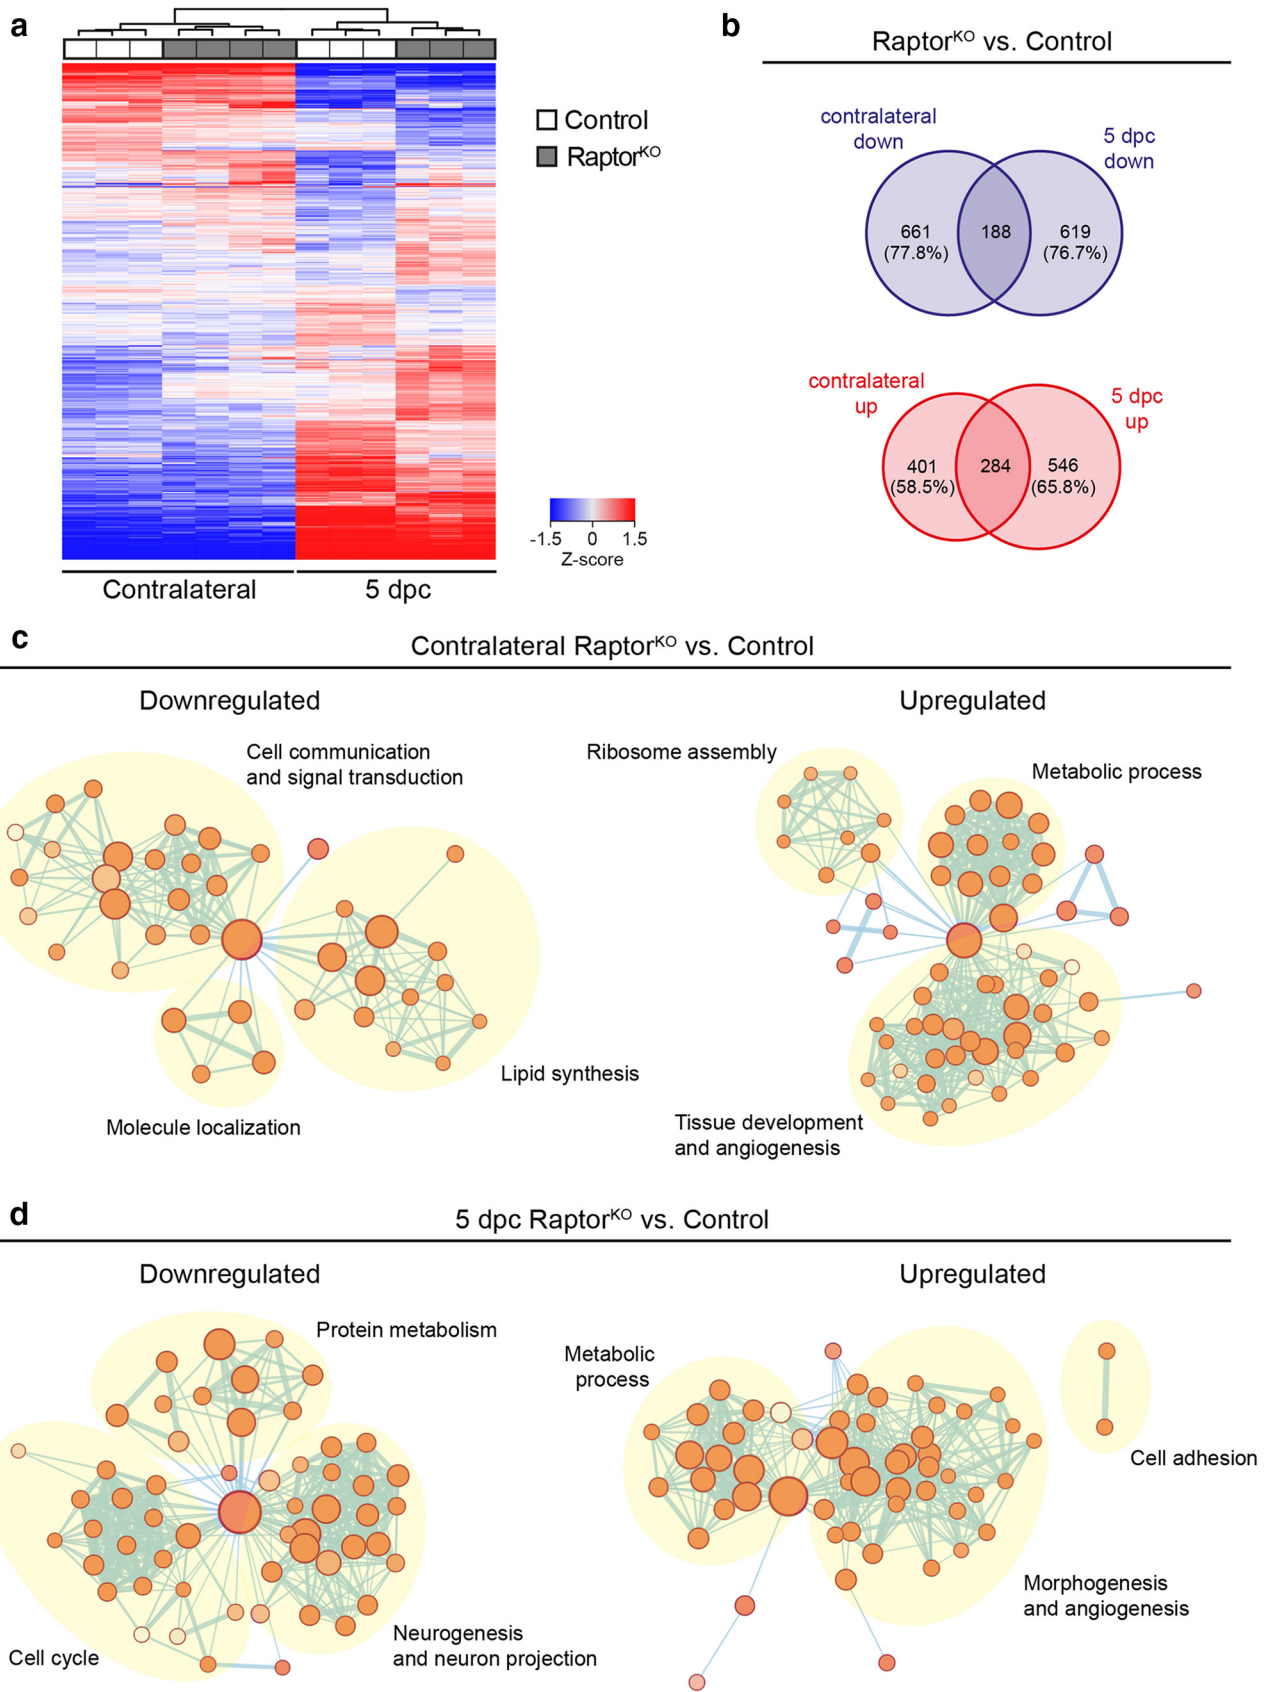 a
Control
Raptorᴷᴼ
-1.5 0 1.5
Z-score
Contralateral 5 dpc
b
Raptorᴷᴼ vs. Control
contralateral
down
5 dpc
down
661
(77.8%)
188
619
(76.7%)
contralateral
up
5 dpc
up
401
(58.5%)
284
546
(65.8%)
c
Contralateral Raptorᴷᴼ vs. Control
Downregulated
Cell communication
and signal transduction
Lipid synthesis
Molecule localization
Upregulated
Ribosome assembly
Metabolic process
Tissue development
and angiogenesis
d
5 dpc Raptorᴷᴼ vs. Control
Downregulated
Protein metabolism
Cell cycle
Neurogenesis
and neuron projection
Upregulated
Metabolic
process
Cell adhesion
Morphogenesis
and angiogenesis